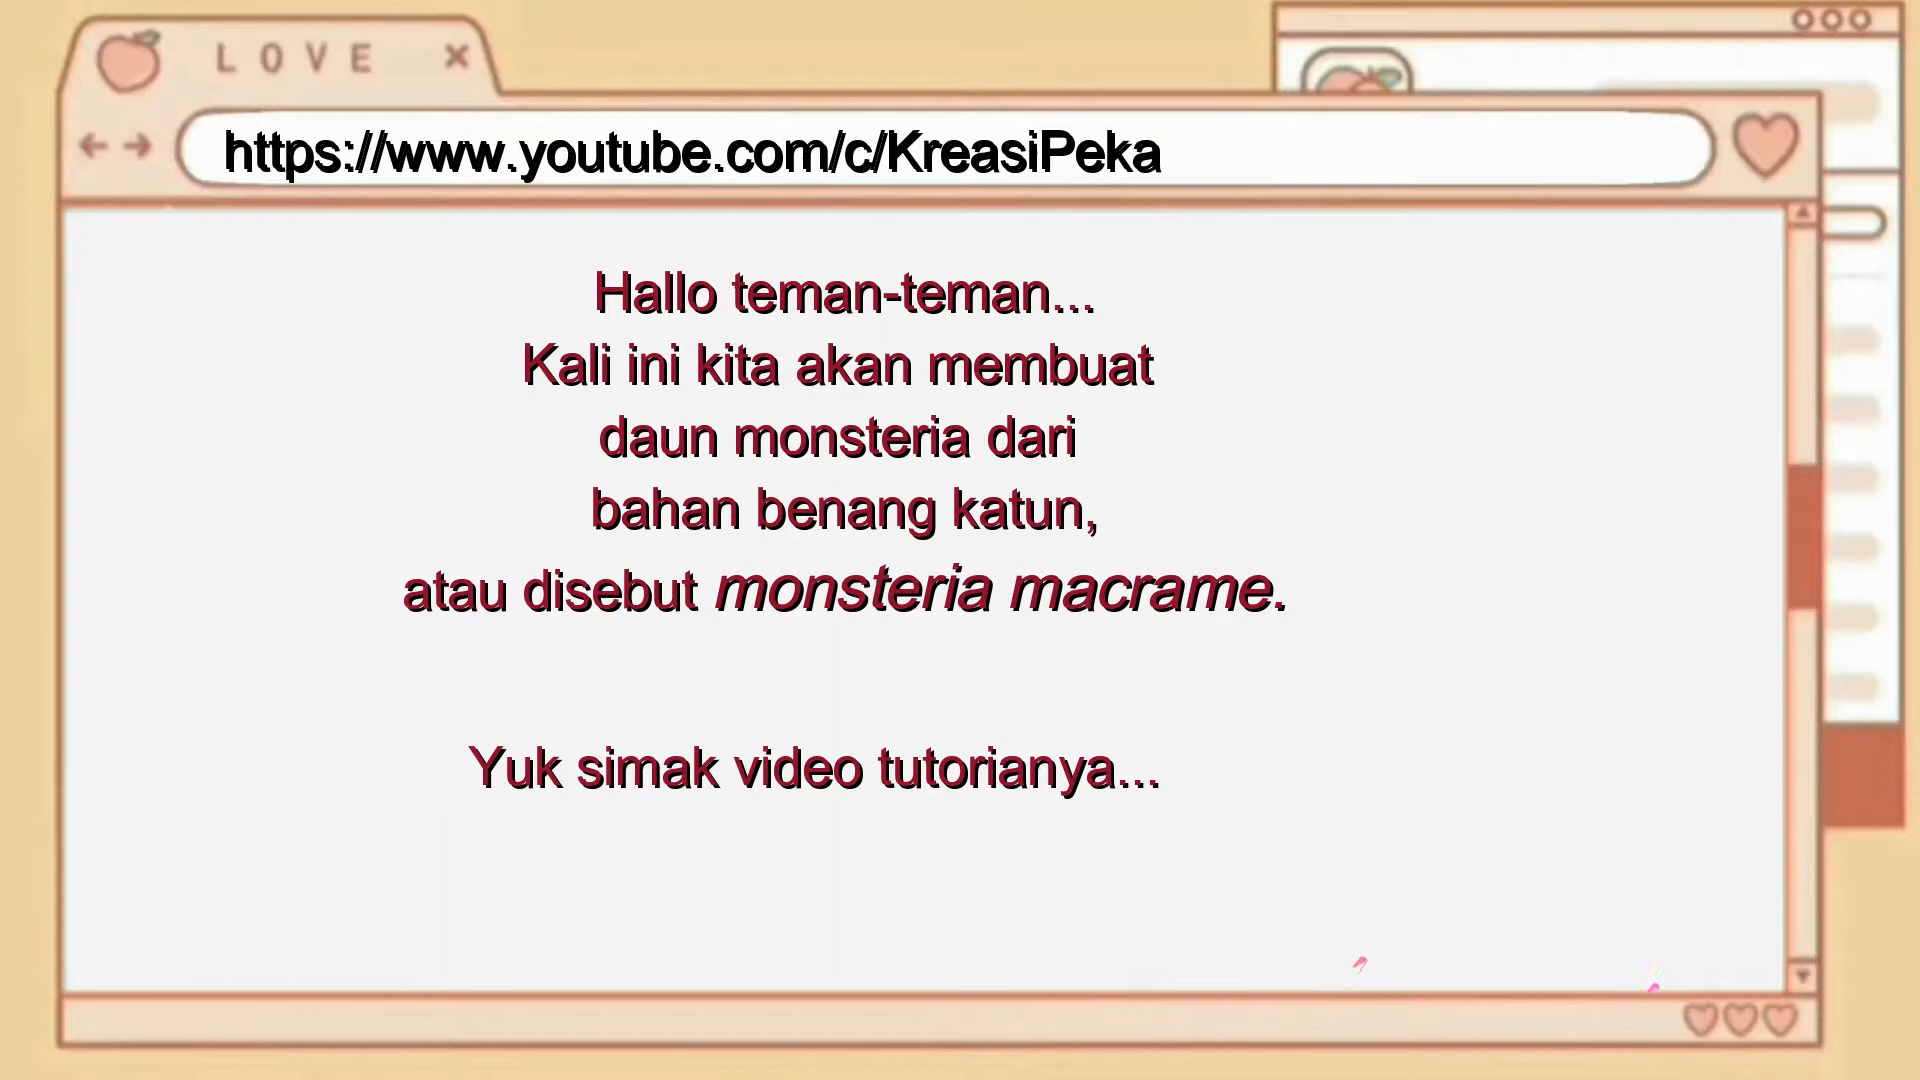 LOVE
https://www.youtube.com/c/KreasiPeka
Hallo teman-teman...
Kali ini kita akan membuat
daun monsteria dari
bahan benang katun,
atau disebut monsteria macrame.
Yuk simak video tutorianya...